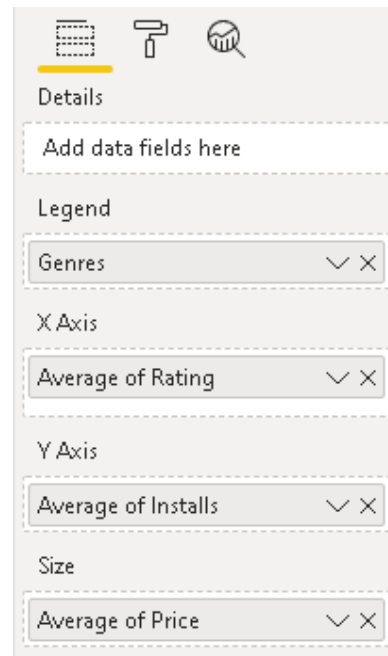 Details
Add data fields here
Legend
Genres
X Axis
Average of Rating
Y Axis
Average of Installs
Size
Average of Price